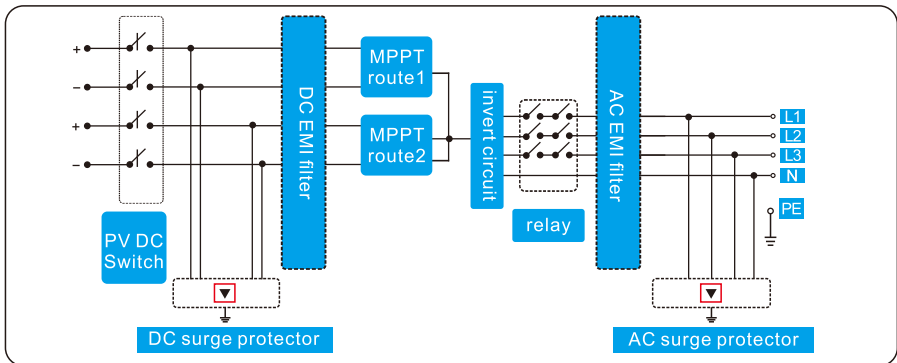 +
−
+
−
PV DC
Switch
DC EMI filter
MPPT
route1
MPPT
route2
invert circuit
relay
AC EMI filter
L1
L2
L3
N
PE
DC surge protector
AC surge protector